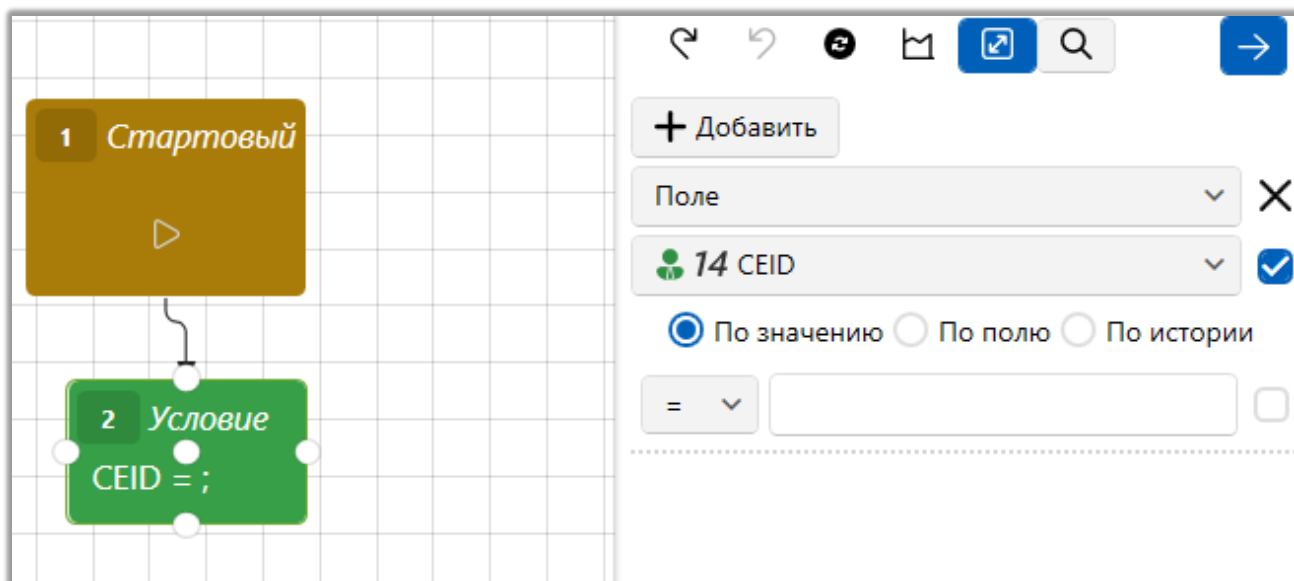 1 Стартовый
2 Условие
CEID = ;
Добавить
Поле
14 CEID
По значению По полю По истории
=